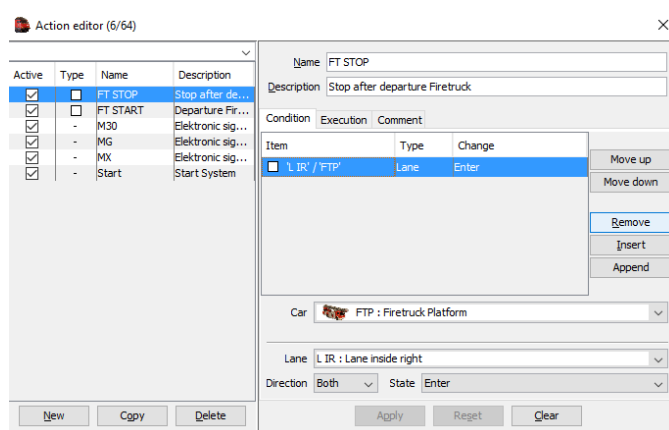 Action editor (6/64)
Active Type Name Description
FT STOP Stop after de...
FT START Departure Fir...
- M30 Elektronic sig...
- MG Elektronic sig...
- MX Elektronic sig...
- Start Start System
New Copy Delete
Name FT STOP
Description Stop after departure Firetruck
Condition Execution Comment
Item Type Change
'L IR' / 'FTP' Lane Enter
Move up
Move down
Remove
Insert
Append
Car FTP : Firetruck Platform
Lane L IR : Lane inside right
Direction Both State Enter
Apply Reset Clear